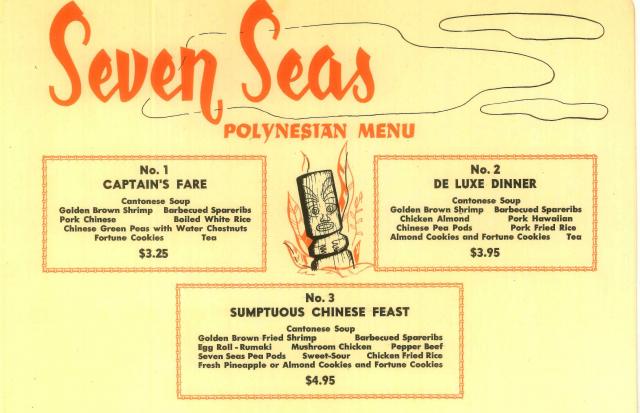 Seven Seas
POLYNESIAN MENU
No. 1
CAPTAIN'S FARE
Cantonese Soup
Golden Brown Shrimp Barbecued Spareribs
Pork Chinese Boiled White Rice
Chinese Green Peas with Water Chestnuts
Fortune Cookies Tea
$3.25
No. 2
DE LUXE DINNER
Cantonese Soup
Golden Brown Shrimp Barbecued Spareribs
Chicken Almond Pork Hawaiian
Chinese Pea Pods Pork Fried Rice
Almond Cookies and Fortune Cookies Tea
$3.95
No. 3
SUMPTUOUS CHINESE FEAST
Cantonese Soup
Golden Brown Fried Shrimp Barbecued Spareribs
Egg Roll - Rumaki Mushroom Chicken Pepper Beef
Seven Seas Pea Pods Sweet-Sour Chicken Fried Rice
Fresh Pineapple or Almond Cookies and Fortune Cookies
$4.95